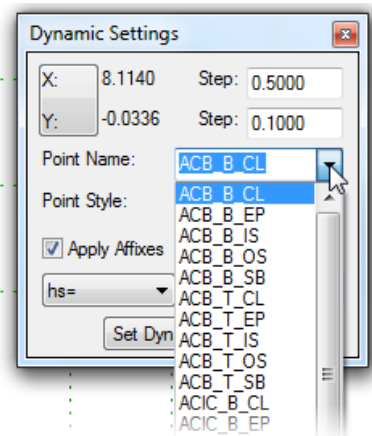 Dynamic Settings
X: 8.1140 Step: 0.5000
Y: -0.0336 Step: 0.1000
Point Name: ACB_B_CL
Point Style:
Apply Affixes
hs=
Set Dyn
ACB_B_CL
ACB_B_EP
ACB_B_IS
ACB_B_OS
ACB_B_SB
ACB_T_CL
ACB_T_EP
ACB_T_IS
ACB_T_OS
ACB_T_SB
ACIC_B_CL
ACIC_B_EP